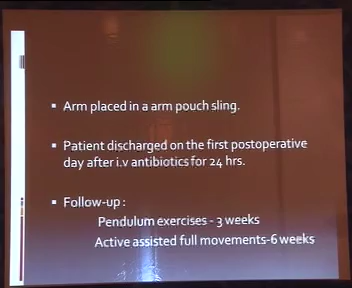 ▪ Arm placed in a arm pouch sling.
▪ Patient discharged on the first postoperative
day after i.v antibiotics for 24 hrs.
▪ Follow-up :
Pendulum exercises - 3 weeks
Active assisted full movements-6 weeks